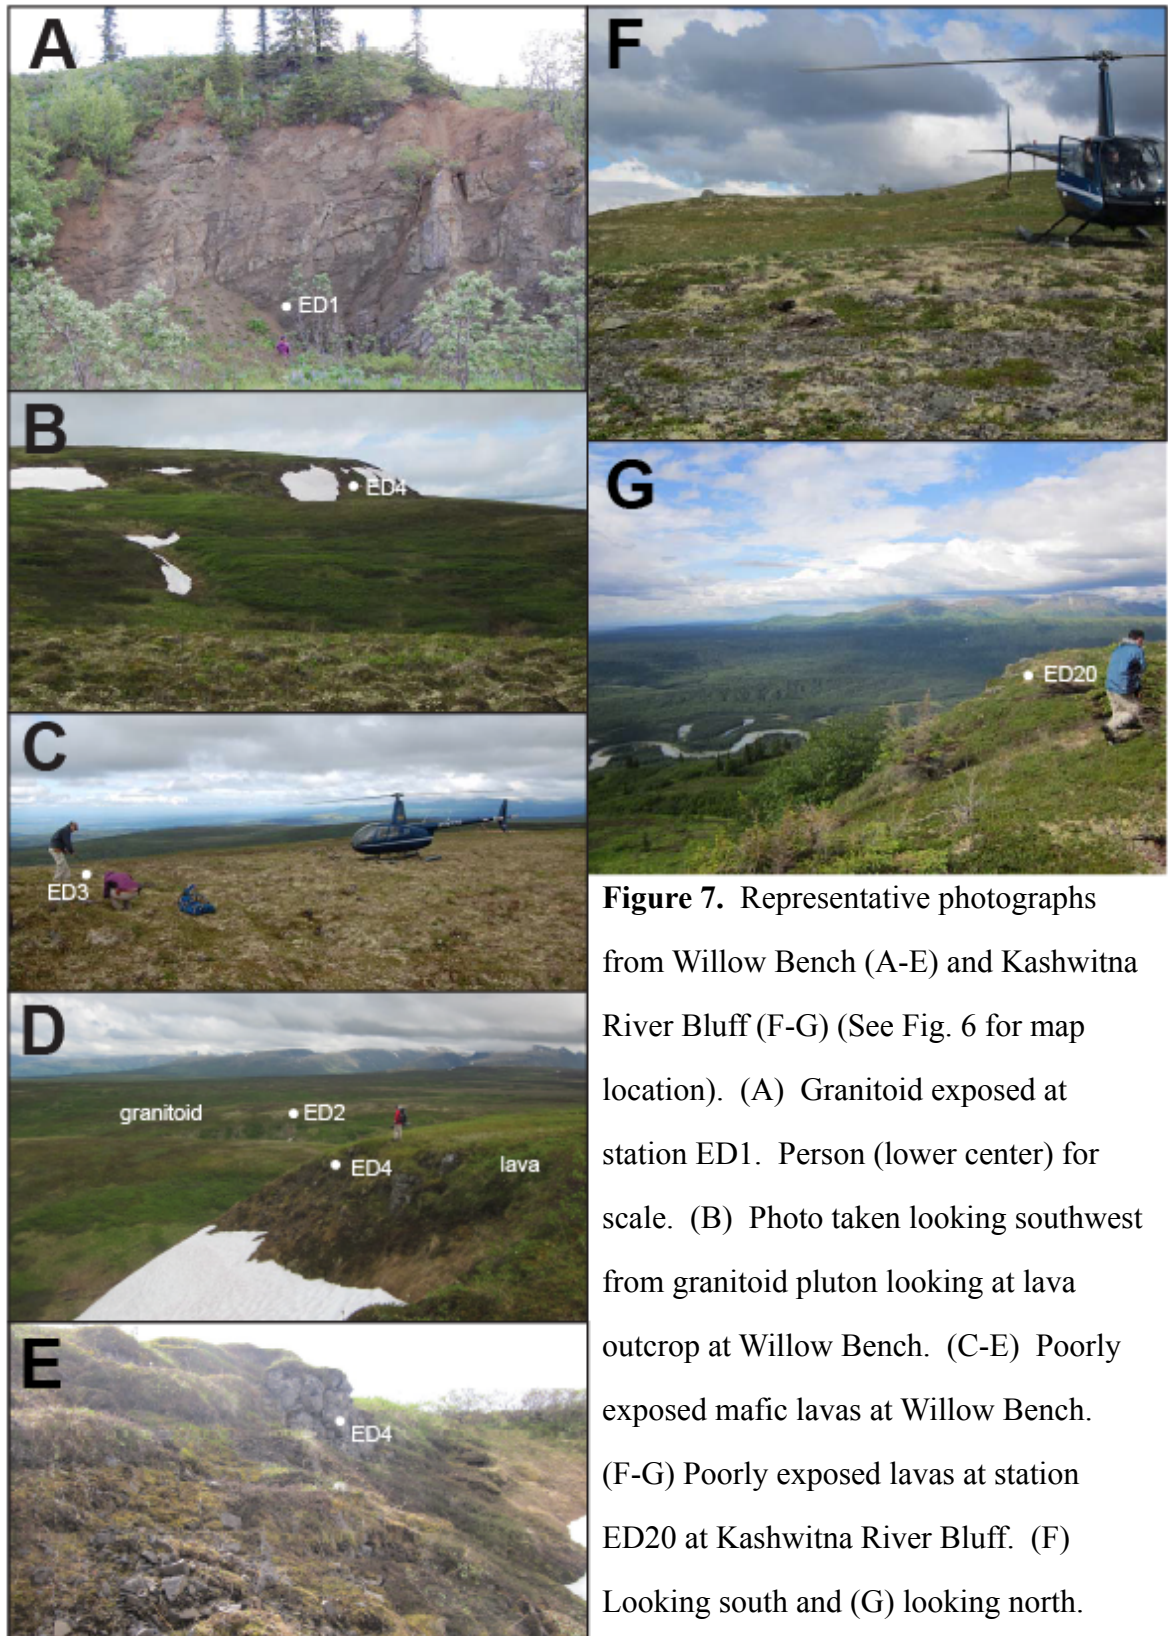 A
ED1
B
ED4
C
ED3
D
granitoid
ED2
ED4
lava
E
ED4
F
G
ED20
Figure 7. Representative photographs
from Willow Bench (A-E) and Kashwitna
River Bluff (F-G) (See Fig. 6 for map
location). (A) Granitoid exposed at
station ED1. Person (lower center) for
scale. (B) Photo taken looking southwest
from granitoid pluton looking at lava
outcrop at Willow Bench. (C-E) Poorly
exposed mafic lavas at Willow Bench.
(F-G) Poorly exposed lavas at station
ED20 at Kashwitna River Bluff. (F)
Looking south and (G) looking north.